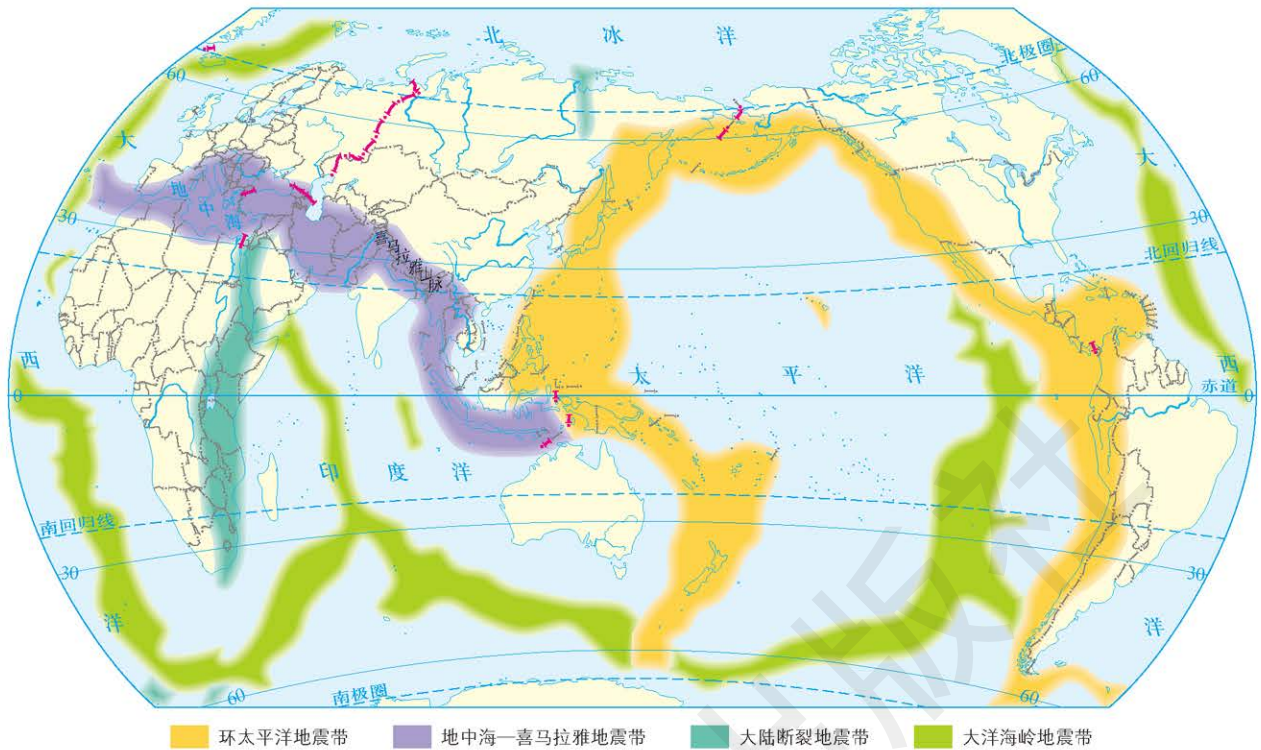 北冰洋
北极圈
60
60
大
大
地中海
30
30
北回归线
喜马拉雅山脉
西
太平洋
西
0
赤道
0
印度洋
南回归线
30
30
洋
洋
60
南极圈
60
版社
环太平洋地震带
地中海—喜马拉雅地震带
大陆断裂地震带
大洋海岭地震带